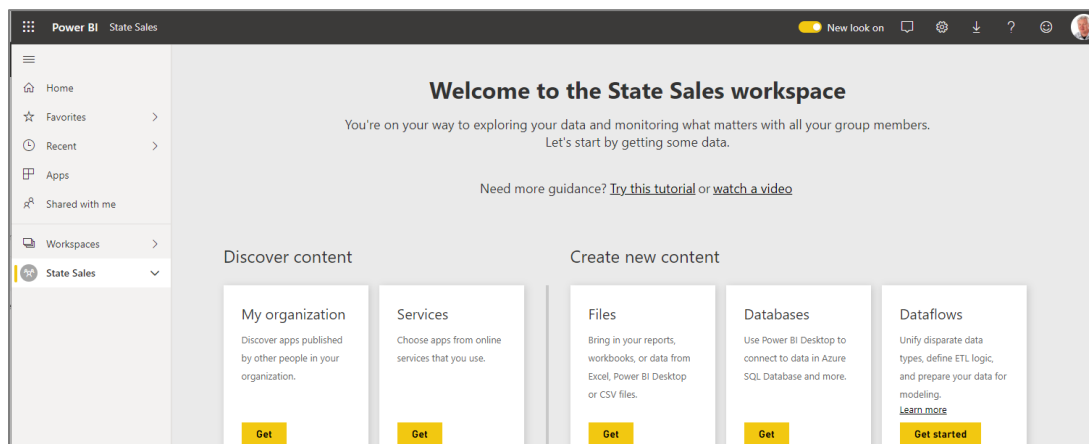 Power BI State Sales
New look on
Home
Favorites
Recent
Apps
Shared with me
Workspaces
State Sales
Welcome to the State Sales workspace
You're on your way to exploring your data and monitoring what matters with all your group members.
Let's start by getting some data.
Need more guidance? Try this tutorial or watch a video
Discover content
My organization
Discover apps published
by other people in your
organization.
Get
Services
Choose apps from online
services that you use.
Get
Create new content
Files
Bring in your reports,
workbooks, or data from
Excel, Power BI Desktop
or CSV files.
Get
Databases
Use Power BI Desktop to
connect to data in Azure
SQL Database and more.
Get
Dataflows
Unify disparate data
types, define ETL logic,
and prepare your data for
modeling.
Learn more
Get started